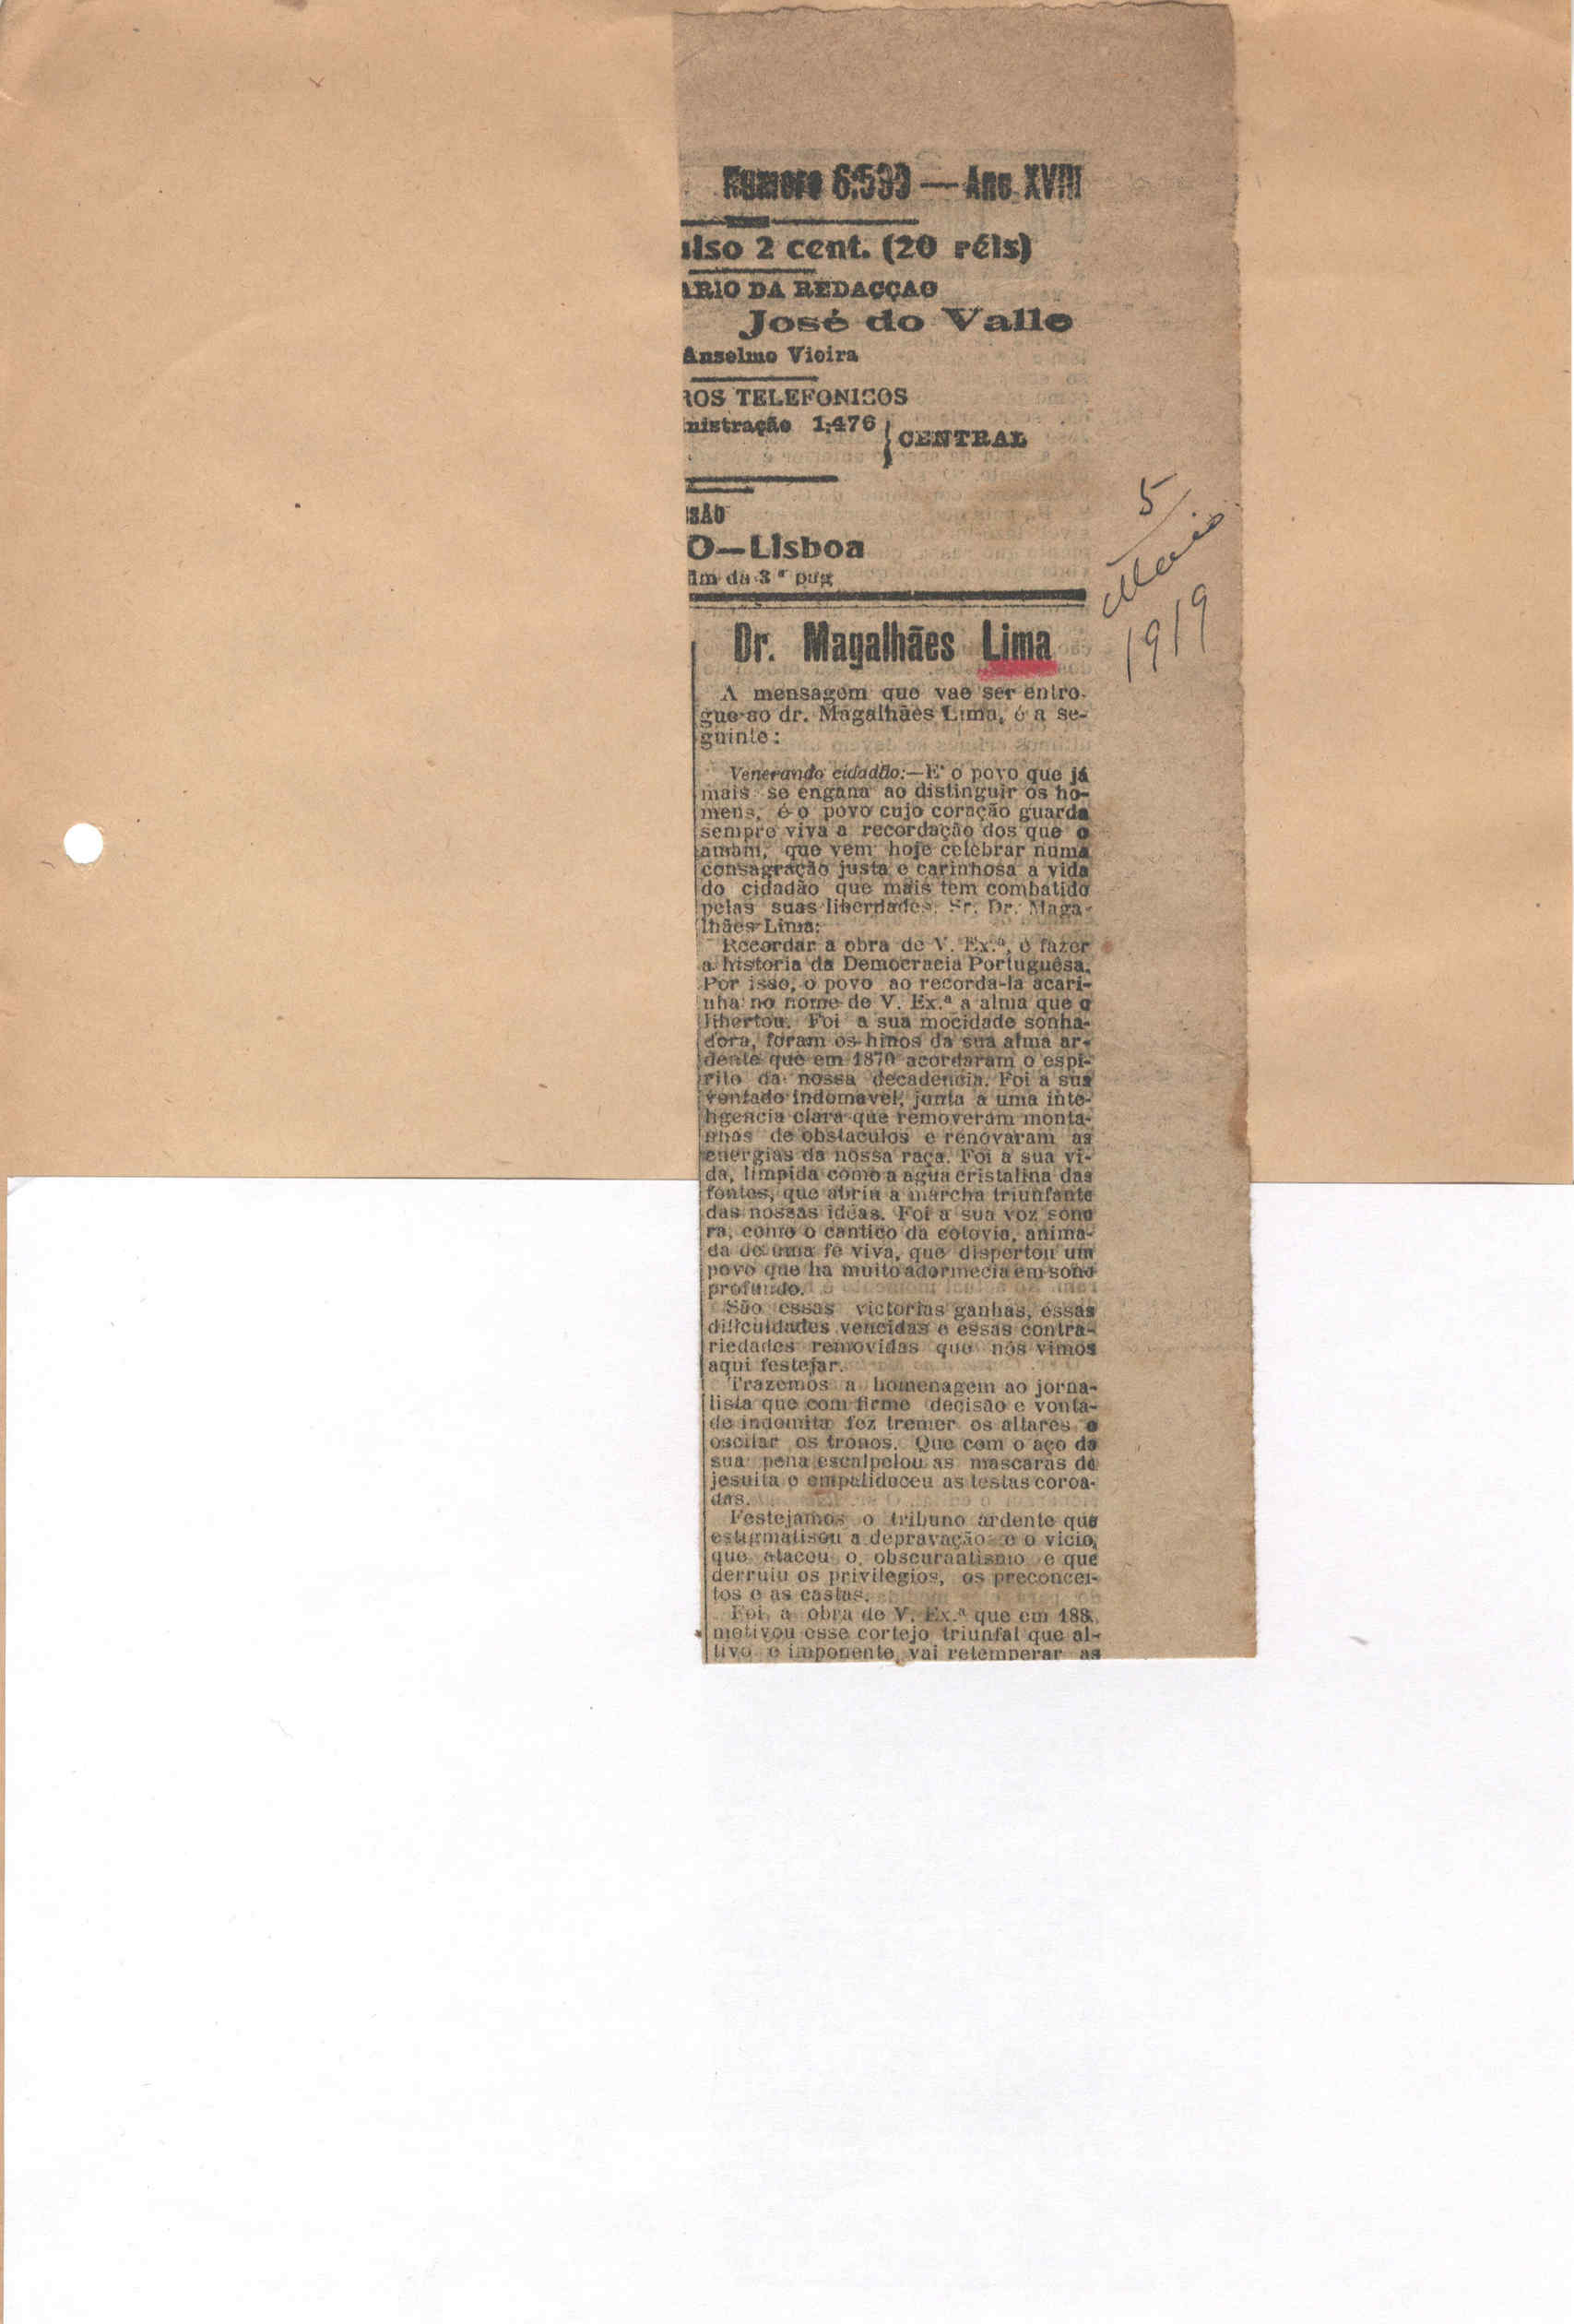 Numero 6:539 — Ano XVIII
ulso 2 cent. (20 réis)
ARIO DA REDACÇAO
José do Valle
Anselmo Vieira
ROS TELEFONICOS
nistração 1,476
CENTRAL
SÃO
O—Lisboa
im da 3ª pag
5
Maio
1919
Dr. Magalhães Lima
A mensagem que vae ser entre-
gue ao dr. Magalhães Lima, é a se-
guinte:
Venerando cidadão:—E' o povo que já
mais se engana ao distinguir os ho-
mens, é o povo cujo coração guarda
sempre viva a recordação dos que o
amam, que vem hoje celebrar numa
consagração justa e carinhosa a vida
do cidadão que mais tem combatido
pelas suas liberdades. Sr. Dr. Maga-
lhães Lima:
Recordar a obra de V. Ex.ª, é fazer
a historia da Democracia Portuguêsa.
Por isso, o povo ao recorda-la acari-
nha no nome de V. Ex.ª a alma que o
libertou. Foi a sua mocidade sonha-
dora, foram os hinos da sua alma ar-
dente que em 1870 acordaram o espi-
rito da nossa decadencia. Foi a sua
vontade indomavel, junta a uma inte-
ligencia clara que removeram monta-
nhas de obstaculos e renovaram as
energias da nossa raça. Foi a sua vi-
da, limpida como a agua cristalina das
fontes, que abriu a marcha triunfante
das nossas idéas. Foi a sua voz sono
ra, como o cantico da cotovia, anima-
da de uma fé viva, que dispertou um
povo que ha muito adormecia em sono
profundo.
São essas victorias ganhas, essas
dificuldades vencidas e essas contra-
riedades removidas que nós vimos
aqui festejar.
Trazemos a homenagem ao jorna-
lista que com firme decisão e vonta-
de indomita fez tremer os altares e
oscilar os tronos. Que com o aço da
sua pena escalpelou as mascaras de
jesuita e empalideceu as testas coroa-
das.
Festejamos o tribuno ardente que
estigmatisou a depravação e o vicio,
que atacou o obscurantismo e que
derruiu os privilegios, os preconcei-
tos e as castas.
Foi a obra de V. Ex.ª que em
motivou esse cortejo triunfal que al-
tivo e imponente vai retemperar as